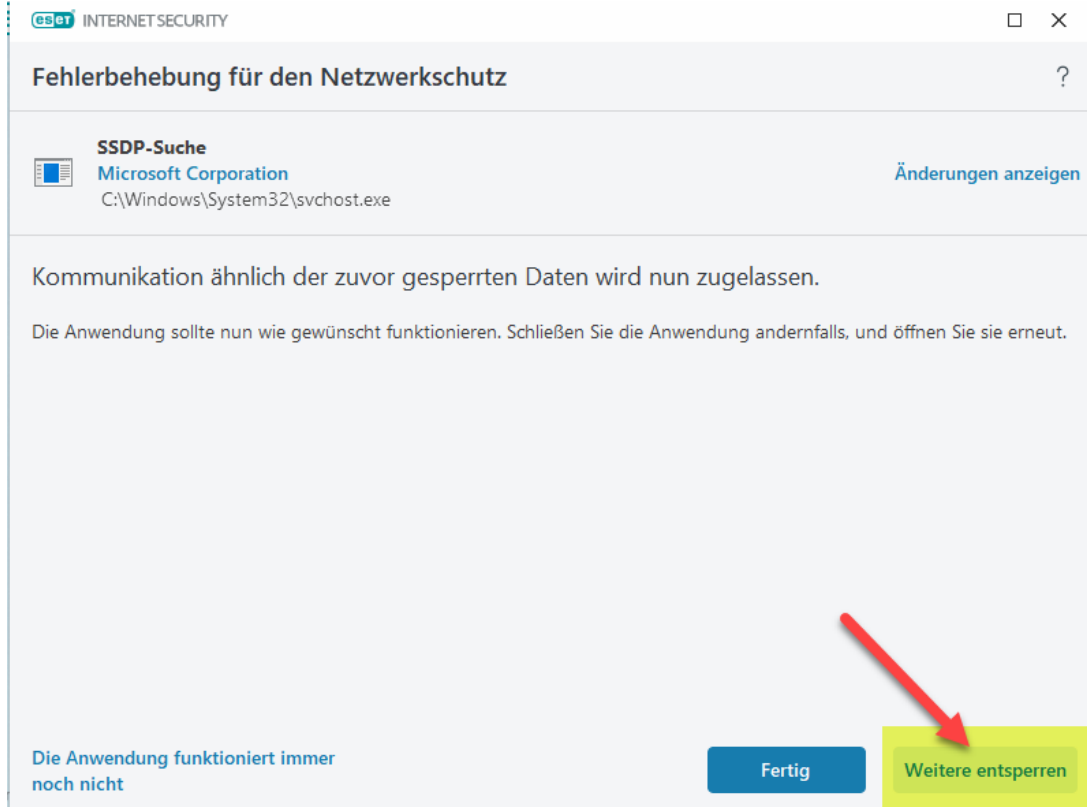 eset INTERNET SECURITY
Fehlerbehebung für den Netzwerkschutz
?
SSDP-Suche
Microsoft Corporation
Änderungen anzeigen
C:\Windows\System32\svchost.exe
Kommunikation ähnlich der zuvor gesperrten Daten wird nun zugelassen.
Die Anwendung sollte nun wie gewünscht funktionieren. Schließen Sie die Anwendung andernfalls, und öffnen Sie sie erneut.
Die Anwendung funktioniert immer
noch nicht
Fertig
Weitere entsperren